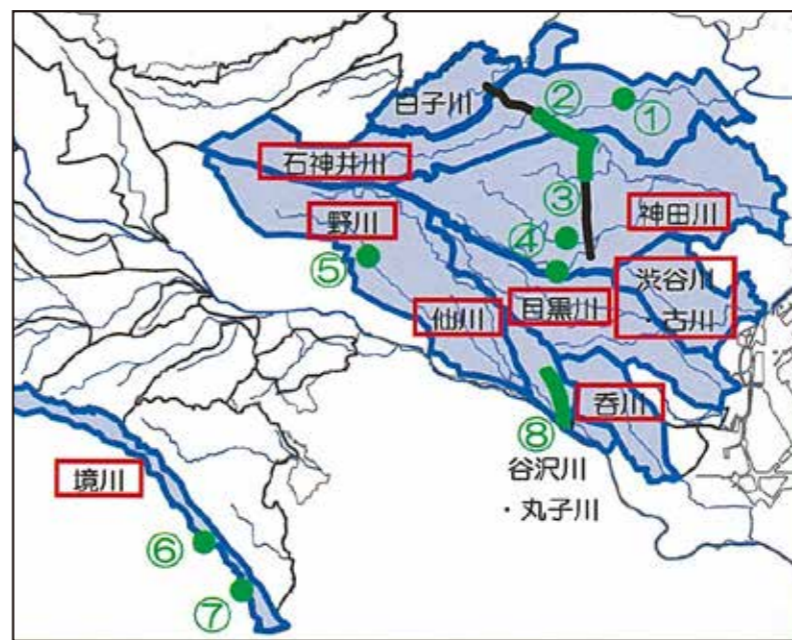 白子川
②
①
石神井川
③
神田川
野川
④
⑤
渋谷川
・古川
仙川
目黒川
呑川
⑧
谷沢川
・丸子川
境川
⑥
⑦